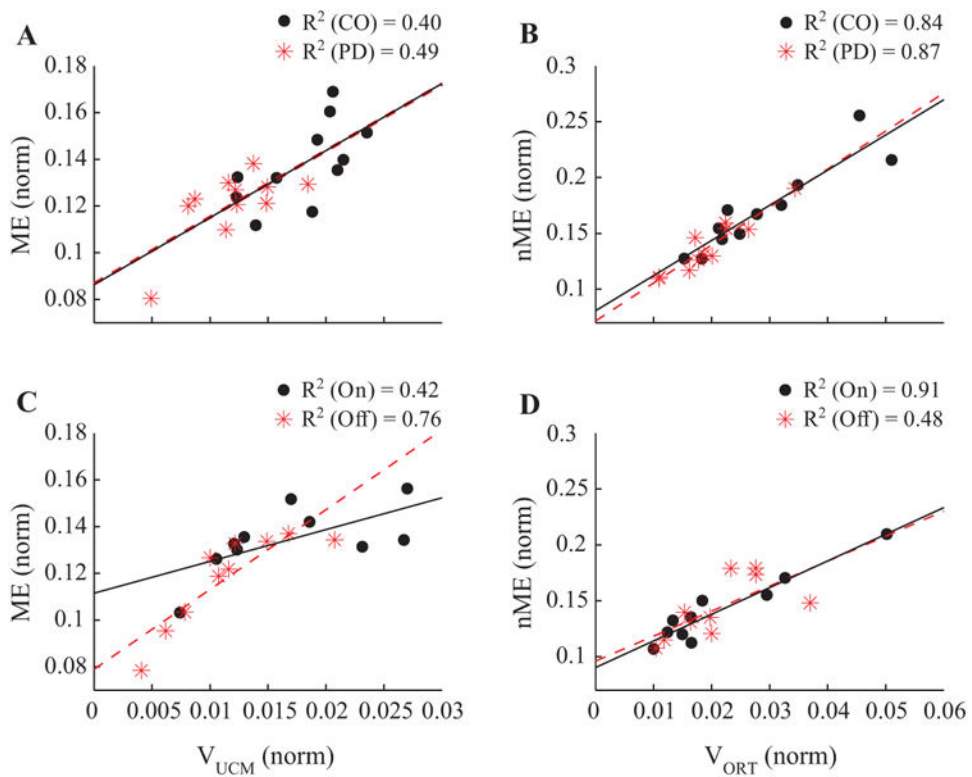 A
R² (CO) = 0.40
R² (PD) = 0.49
0.18
0.16
0.14
0.12
0.1
0.08
ME (norm)
B
R² (CO) = 0.84
R² (PD) = 0.87
0.3
0.25
0.2
0.15
0.1
nME (norm)
C
R² (On) = 0.42
R² (Off) = 0.76
0.18
0.16
0.14
0.12
0.1
0.08
ME (norm)
0 0.005 0.01 0.015 0.02 0.025 0.03
V_UCM (norm)
D
R² (On) = 0.91
R² (Off) = 0.48
0.3
0.25
0.2
0.15
0.1
nME (norm)
0 0.01 0.02 0.03 0.04 0.05 0.06
V_ORT (norm)